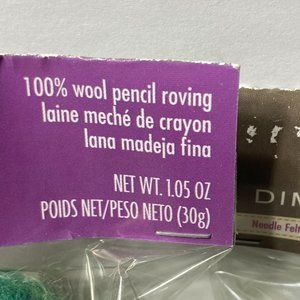 100% wool pencil roving
laine meché de crayon
lana madeja fina
NET WT. 1.05 OZ
POIDS NET/PESO NETO (30g)
DIM
Needle Felt